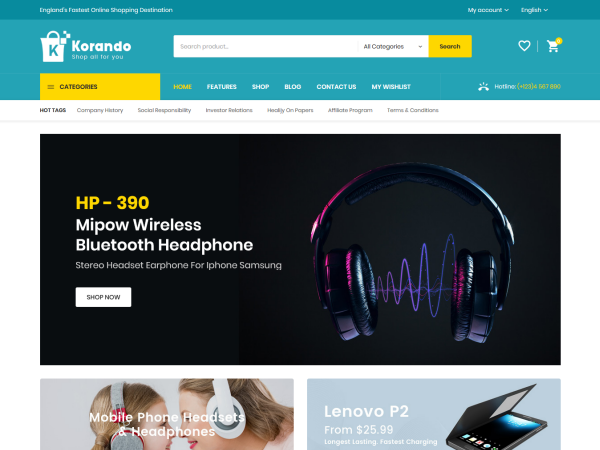 England's Fastest Online Shopping Destination
My account
English
Korando
Shop all for you
K
Search product..
All Categories
Search
0
CATEGORIES
HOME
FEATURES
SHOP
BLOG
CONTACT US
MY WISHLIST
Hotline: (+123)4 567 890
HOT TAGS
Company History
Social Responsibility
Investor Relations
On Papers
Affiliate Program
Terms & Conditions
HP - 390
Mipow Wireless
Bluetooth Headphone
Stereo Headset Earphone For Iphone Samsung
SHOP NOW
Mobile Phone Headsets
& Headphones
Lenovo P2
From $25.99
Longest Lasting. Fastest Charging